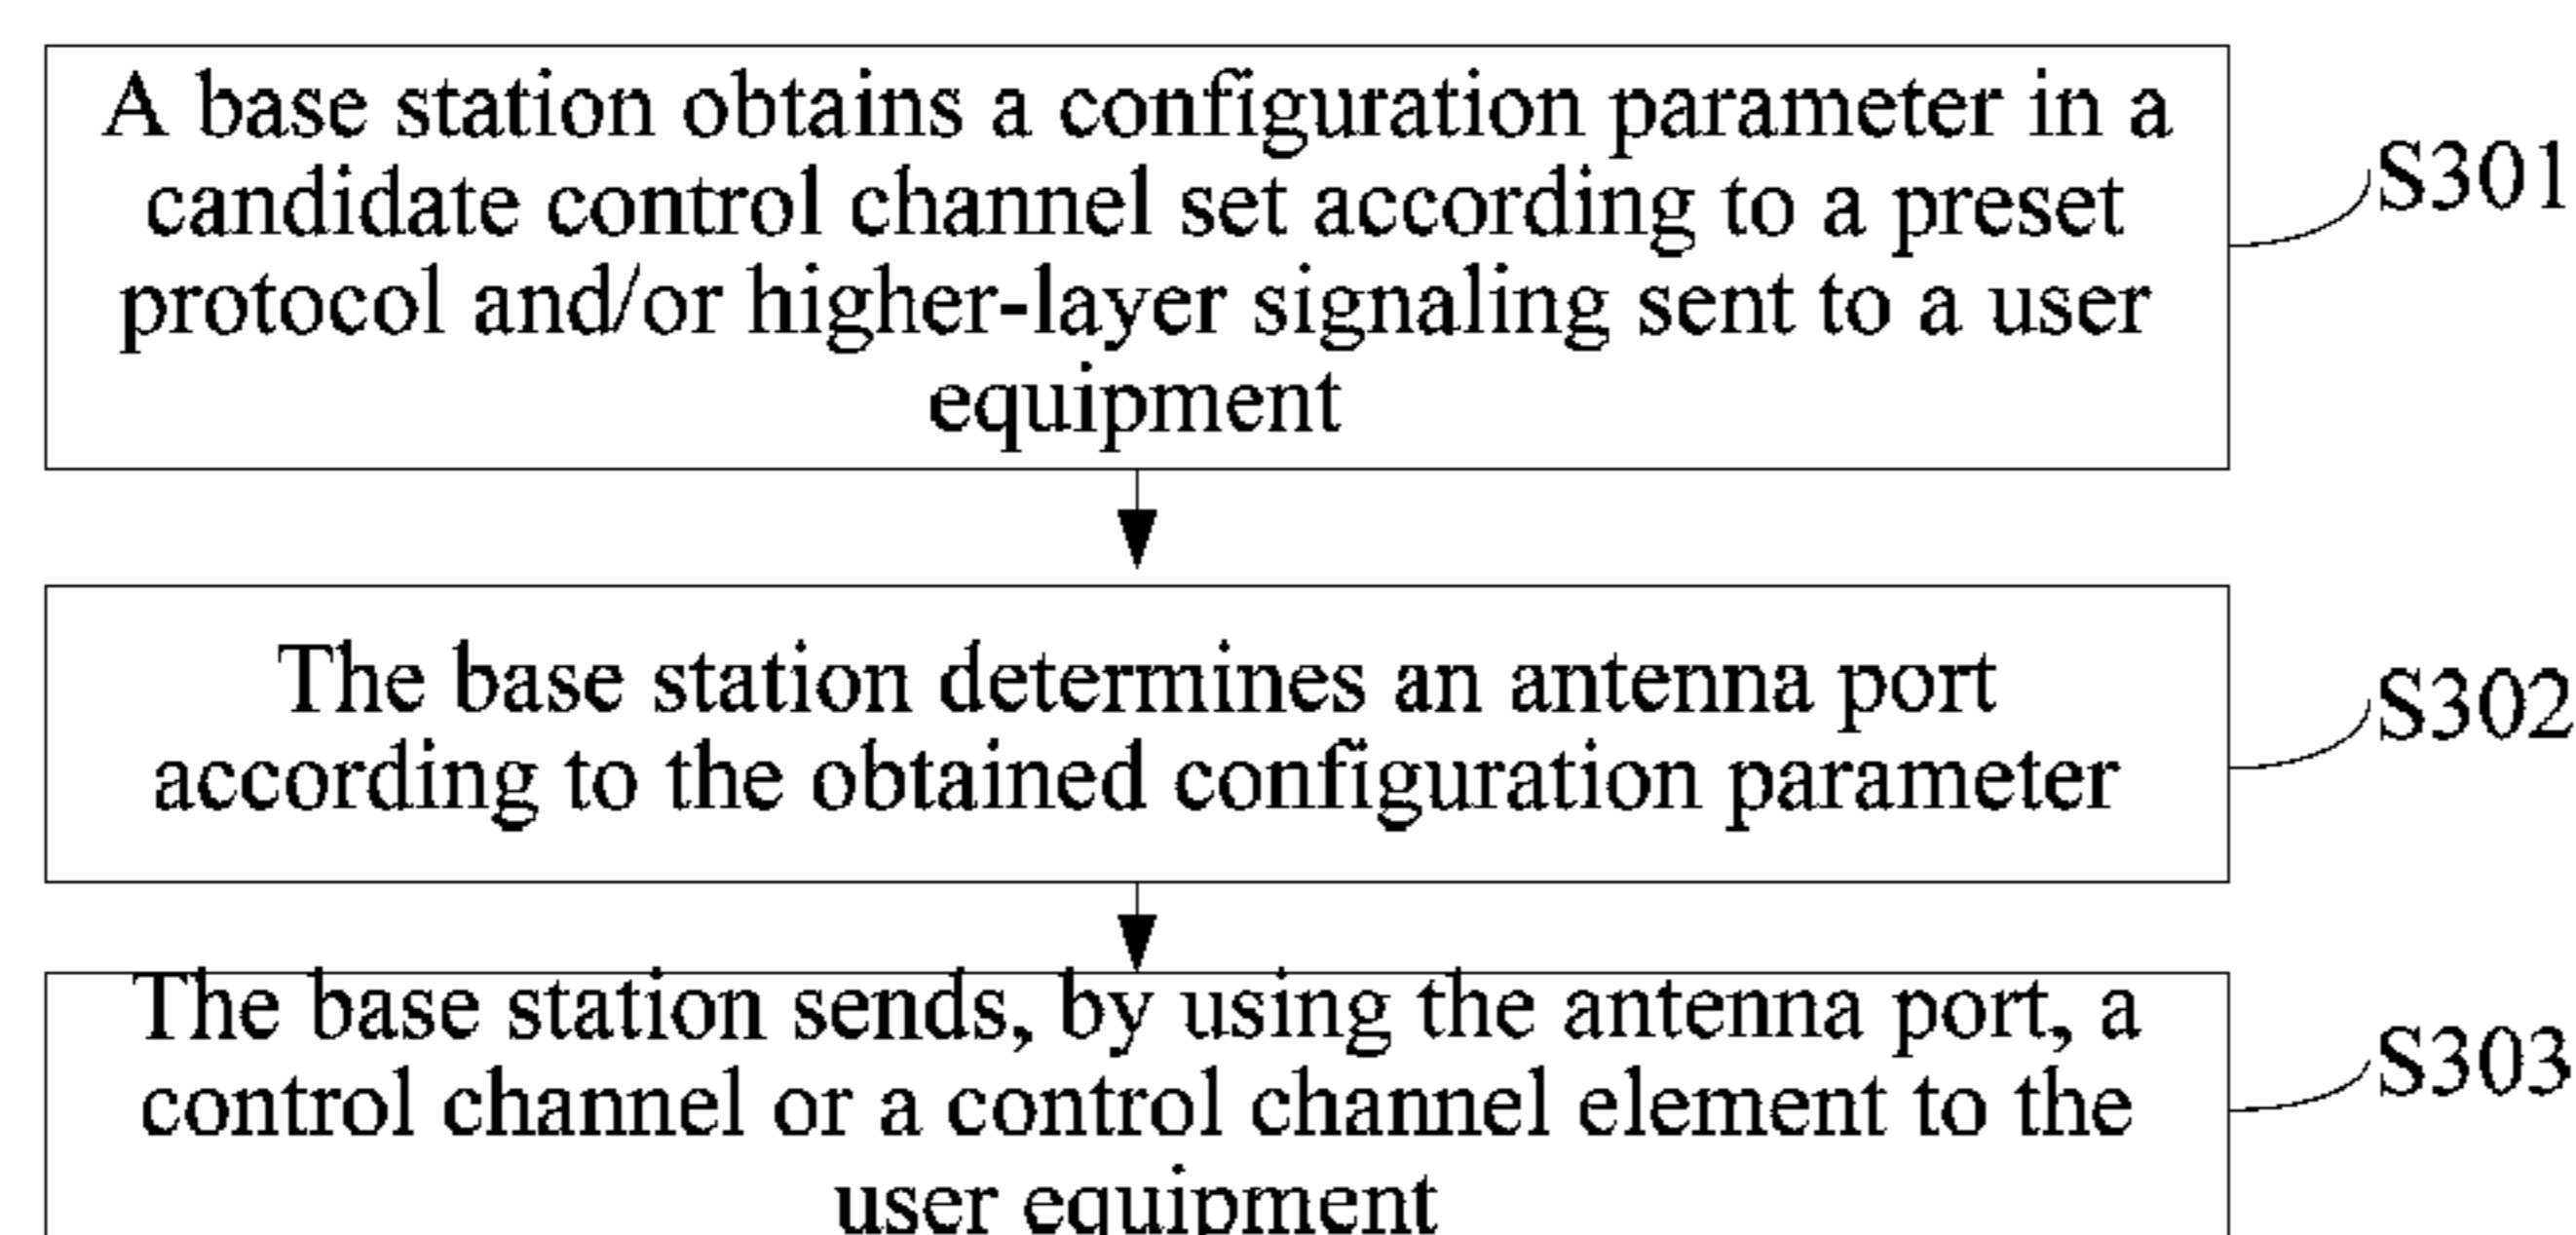 A base station obtains a configuration parameter in a
candidate control channel set according to a preset
protocol and/or higher-layer signaling sent to a user
equipment
S301
The base station determines an antenna port
according to the obtained configuration parameter
S302
The base station sends, by using the antenna port, a
control channel or a control channel element to the
user equipment
S303